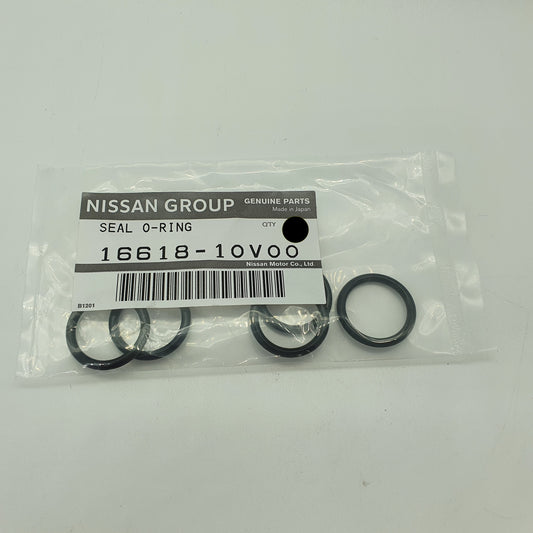 NISSAN GROUP
GENUINE PARTS
Made in Japan
SEAL O-RING
Q'TY
16618-10V00
Nissan Motor Co., Ltd.
B1201